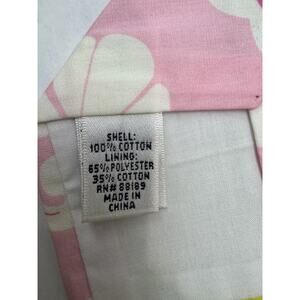 SHELL:
100% COTTON
LINING:
65% POLYESTER
35% COTTON
RN# 88189
MADE IN
CHINA